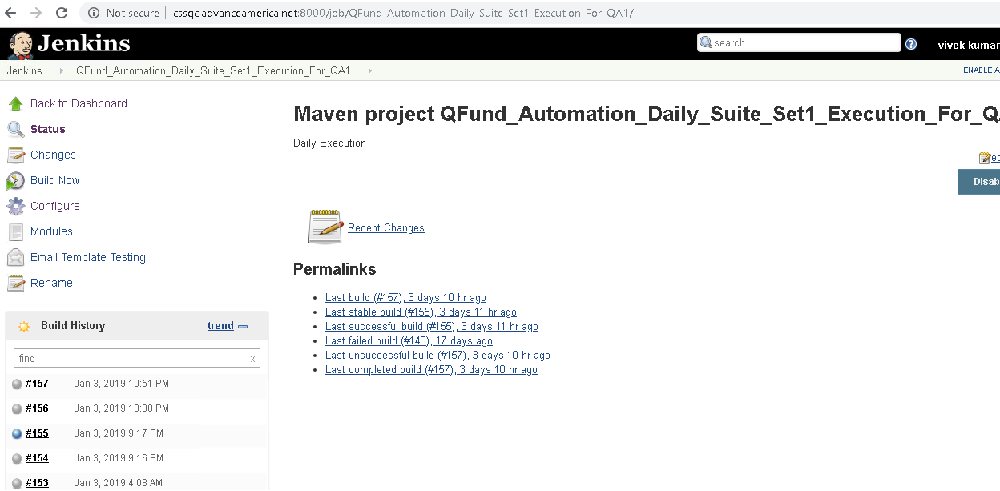 Not secure | cssqc.advanceamerica.net:8000/job/QFund_Automation_Daily_Suite_Set1_Execution_For_QA1/
Jenkins
search
vivek kumar
Jenkins
QFund_Automation_Daily_Suite_Set1_Execution_For_QA1
ENABLE A
Back to Dashboard
Status
Changes
Build Now
Configure
Modules
Email Template Testing
Rename
Maven project QFund_Automation_Daily_Suite_Set1_Execution_For_QA
Daily Execution
ed
Disab
Recent Changes
Permalinks
Last build (#157), 3 days 10 hr ago
Last stable build (#155), 3 days 11 hr ago
Last successful build (#155), 3 days 11 hr ago
Last failed build (#140), 17 days ago
Last unsuccessful build (#157), 3 days 10 hr ago
Last completed build (#157), 3 days 10 hr ago
Build History
trend
find
x
#157 Jan 3, 2019 10:51 PM
#156 Jan 3, 2019 10:30 PM
#155 Jan 3, 2019 9:17 PM
#154 Jan 3, 2019 9:16 PM
#153 Jan 3, 2019 4:08 AM